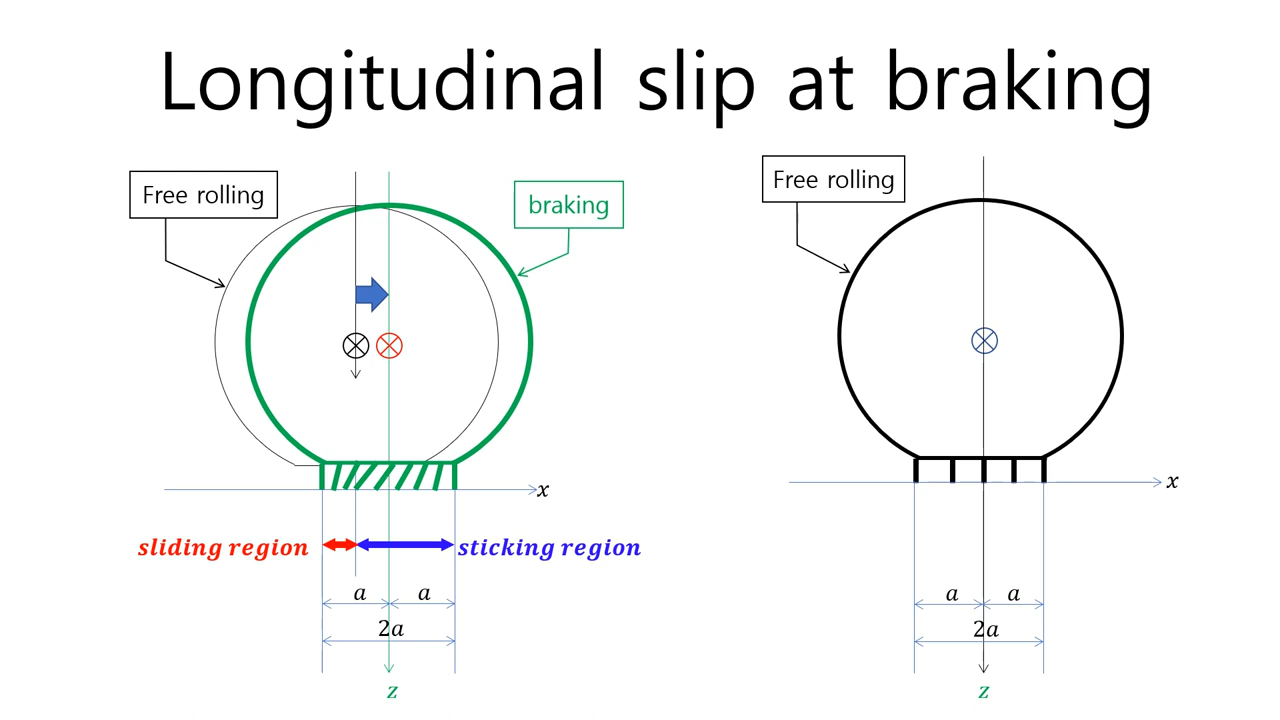 Longitudinal slip at braking
Free rolling
braking
x
sliding region
sticking region
a
a
2a
z
Free rolling
x
a
a
2a
z